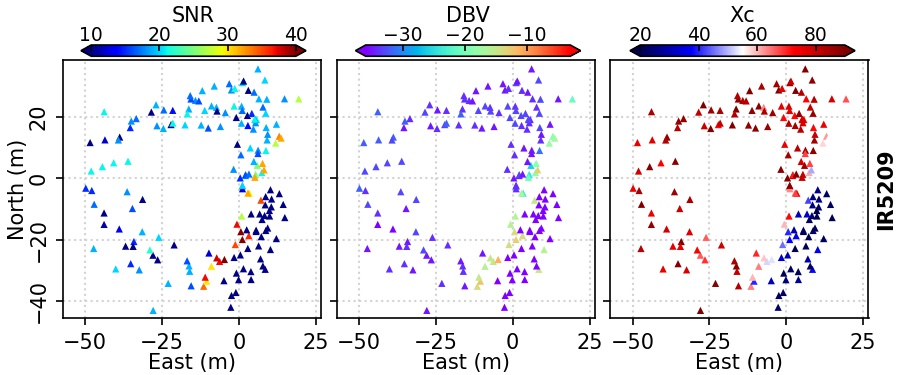 SNR DBV Xc
10 20 30 40 −30 −20 −10 20 40 60 80
20
0
−20
−40
North (m)
IR5209
−50 −25 0 25 −50 −25 0 25 −50 −25 0 25
East (m) East (m) East (m)